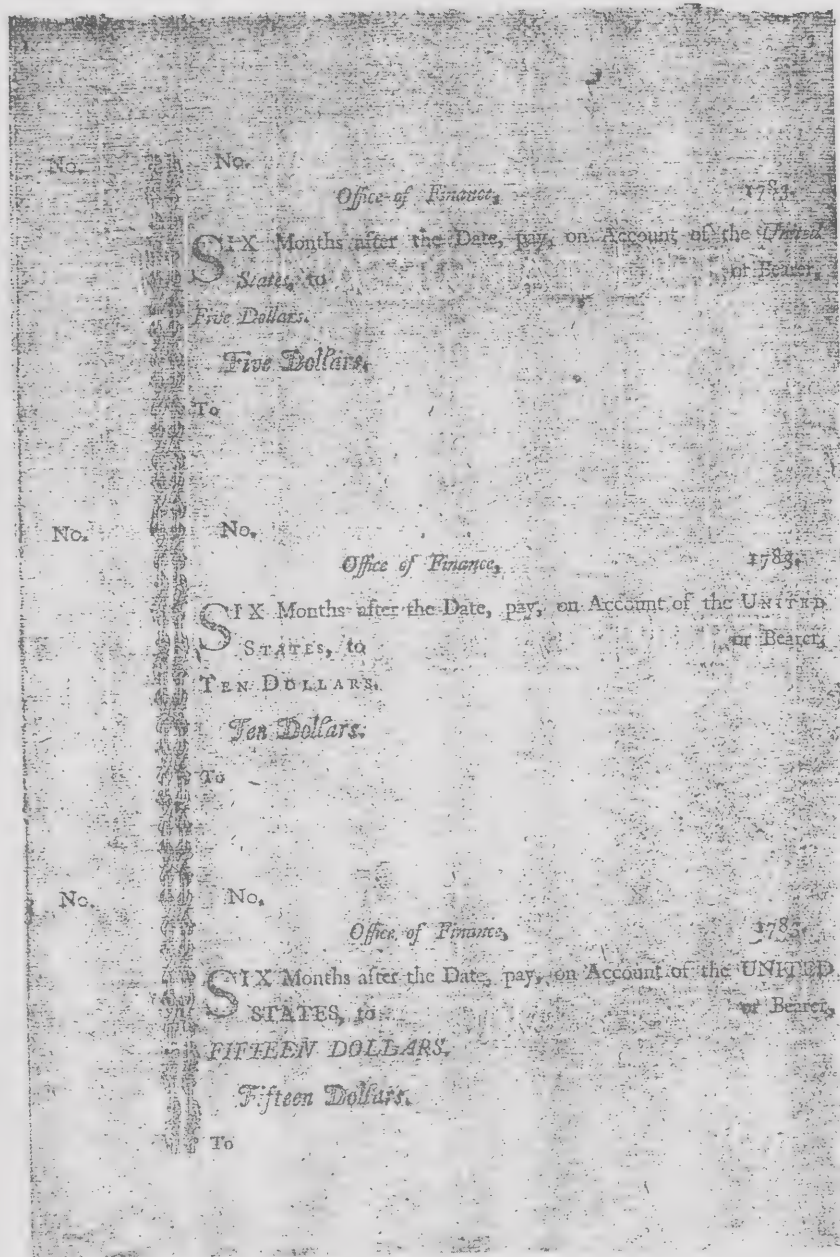 No. No.
Office of Finance, 1783.
SIX Months after the Date, pay, on Account of the United
States, to or Bearer,
Five Dollars.
Five Dollars.
To
No. No.
Office of Finance, 1783.
SIX Months after the Date, pay, on Account of the UNITED
STATES, to or Bearer,
TEN DOLLARS.
Ten Dollars.
To
No. No.
Office of Finance, 1783.
SIX Months after the Date, pay, on Account of the UNITED
STATES, to or Bearer,
FIFTEEN DOLLARS.
Fifteen Dollars.
To